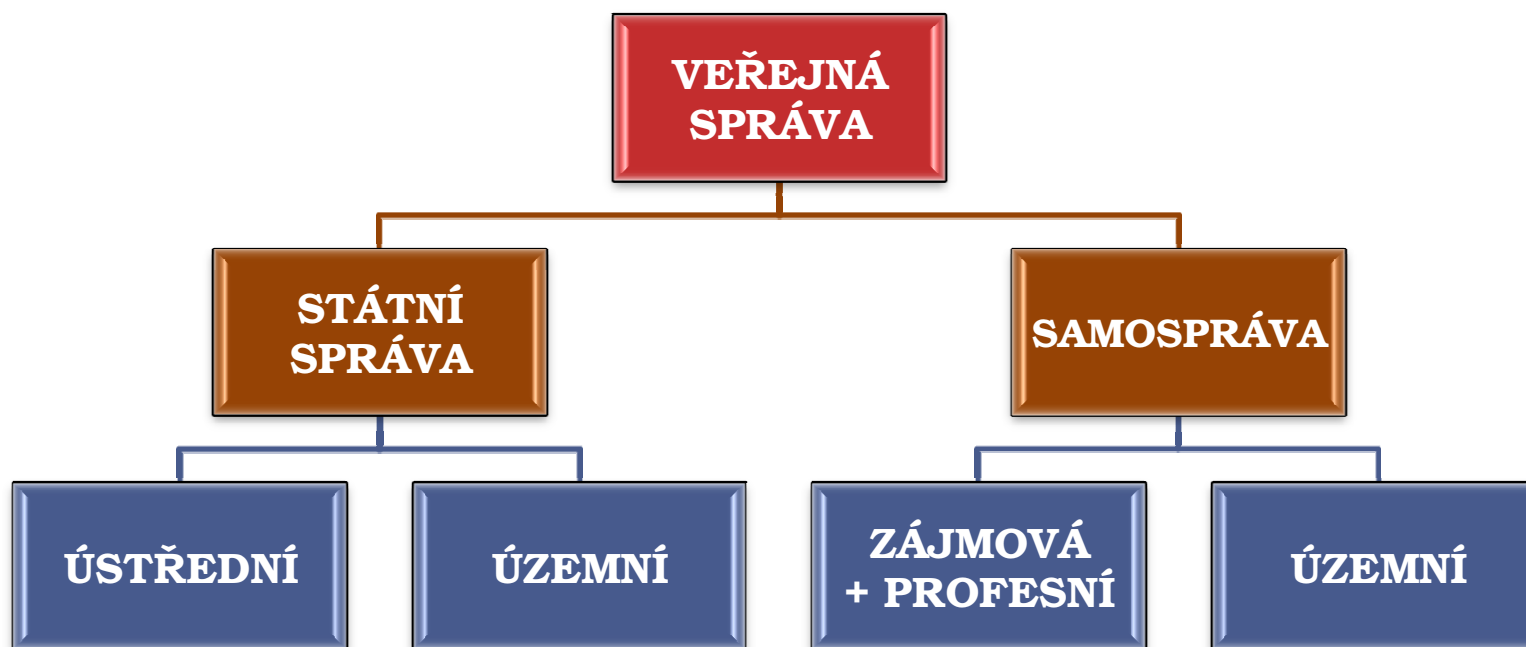 VEŘEJNÁ
SPRÁVA
STÁTNÍ
SPRÁVA
SAMOSPRÁVA
ÚSTŘEDNÍ
ÚZEMNÍ
ZÁJMOVÁ
+ PROFESNÍ
ÚZEMNÍ